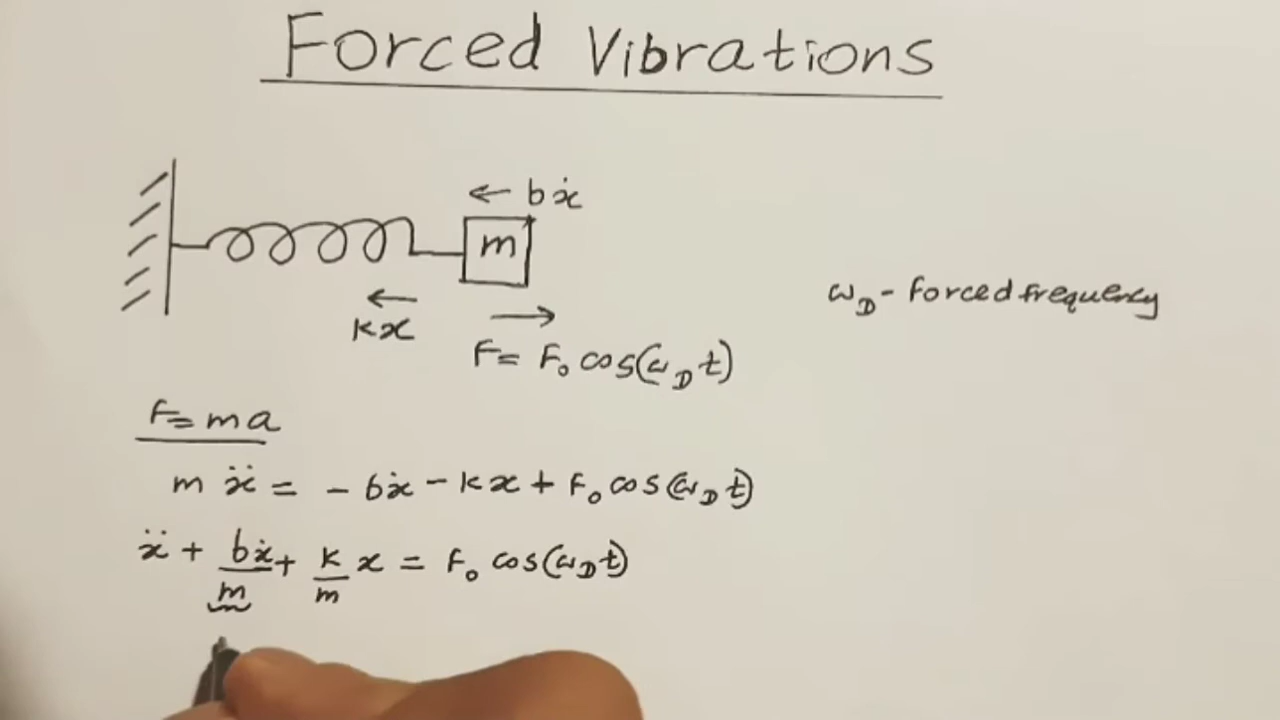 Forced Vibrations
← bẋ
m
← kx
→
F = F₀ cos(ω_D t)
ω_D - forced frequency
F = ma
m ẍ = - bẋ - kx + F₀ cos(ω_D t)
ẍ + bẋ/m + k/m x = F₀ cos(ω_D t)